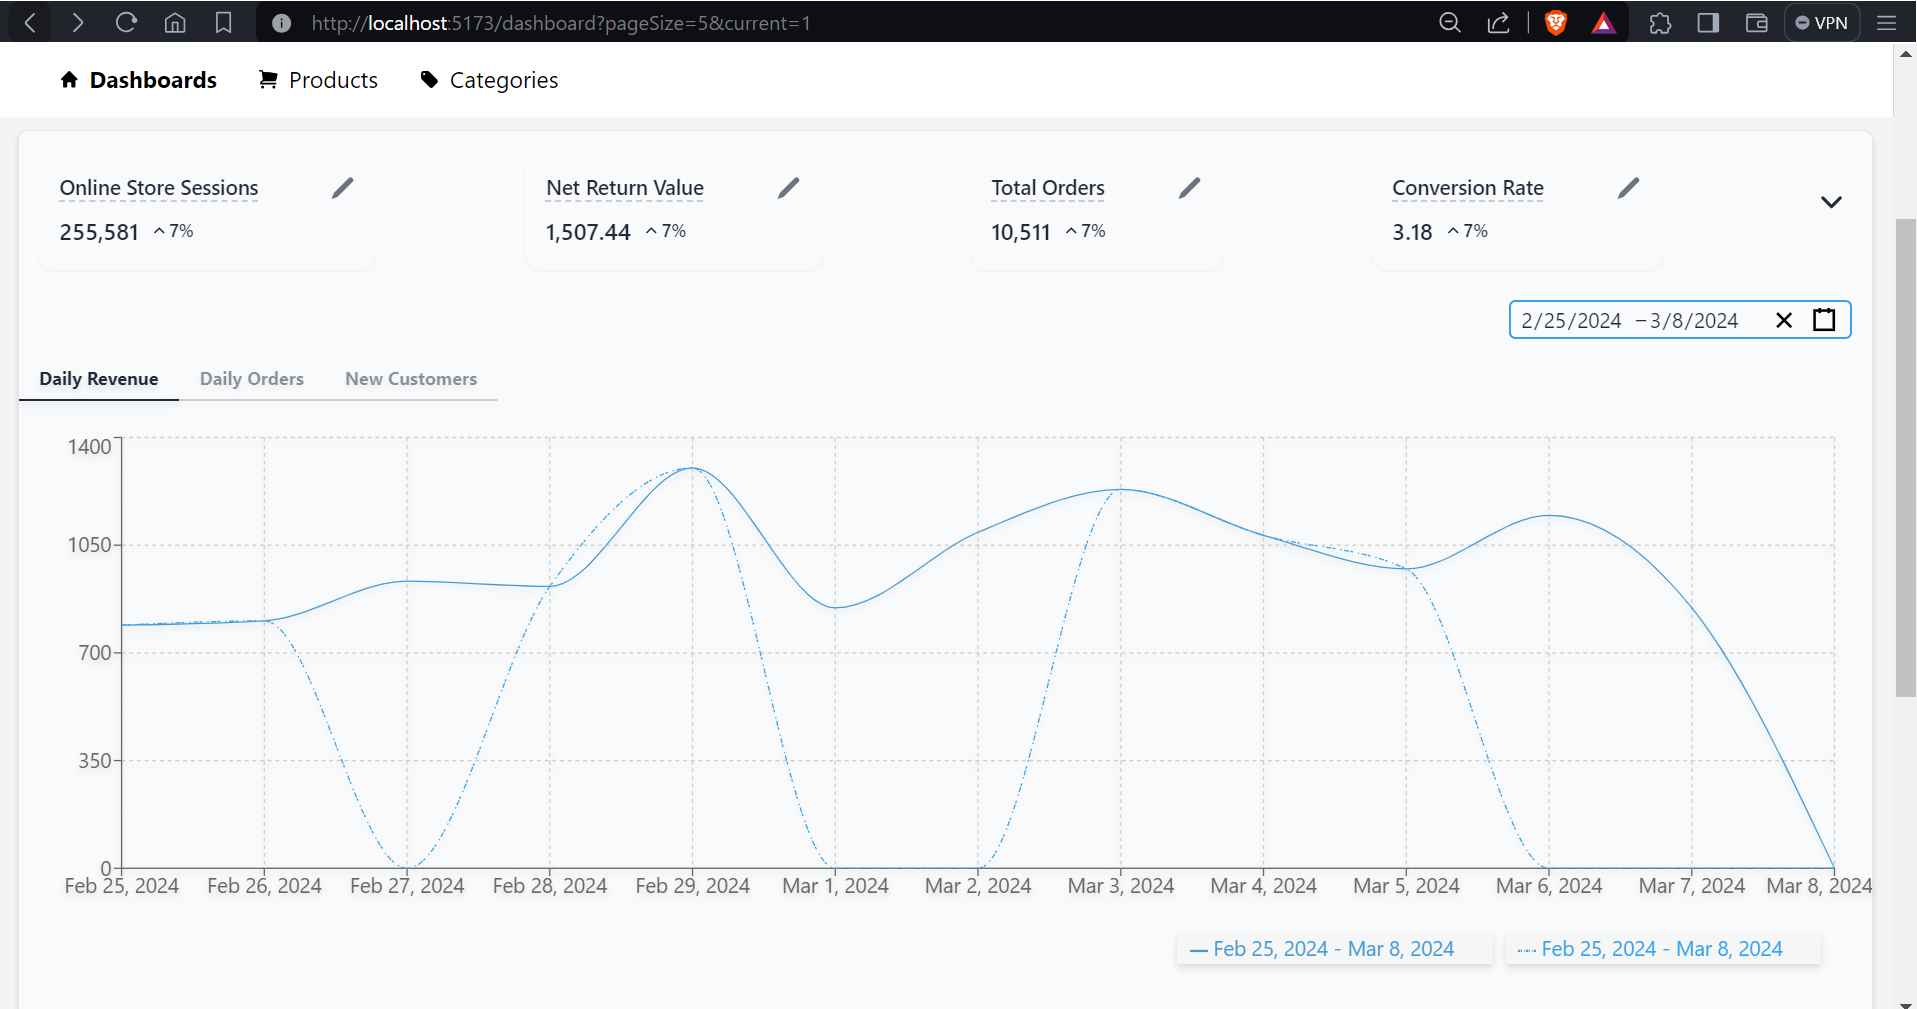 http://localhost:5173/dashboard?pageSize=5&current=1
VPN
Dashboards Products Categories
Online Store Sessions
255,581 7%
Net Return Value
1,507.44 7%
Total Orders
10,511 7%
Conversion Rate
3.18 7%
2/25/2024 –3/8/2024
Daily Revenue Daily Orders New Customers
1400
1050
700
350
0
Feb 25, 2024 Feb 26, 2024 Feb 27, 2024 Feb 28, 2024 Feb 29, 2024 Mar 1, 2024 Mar 2, 2024 Mar 3, 2024 Mar 4, 2024 Mar 5, 2024 Mar 6, 2024 Mar 7, 2024 Mar 8, 2024
Feb 25, 2024 - Mar 8, 2024 Feb 25, 2024 - Mar 8, 2024